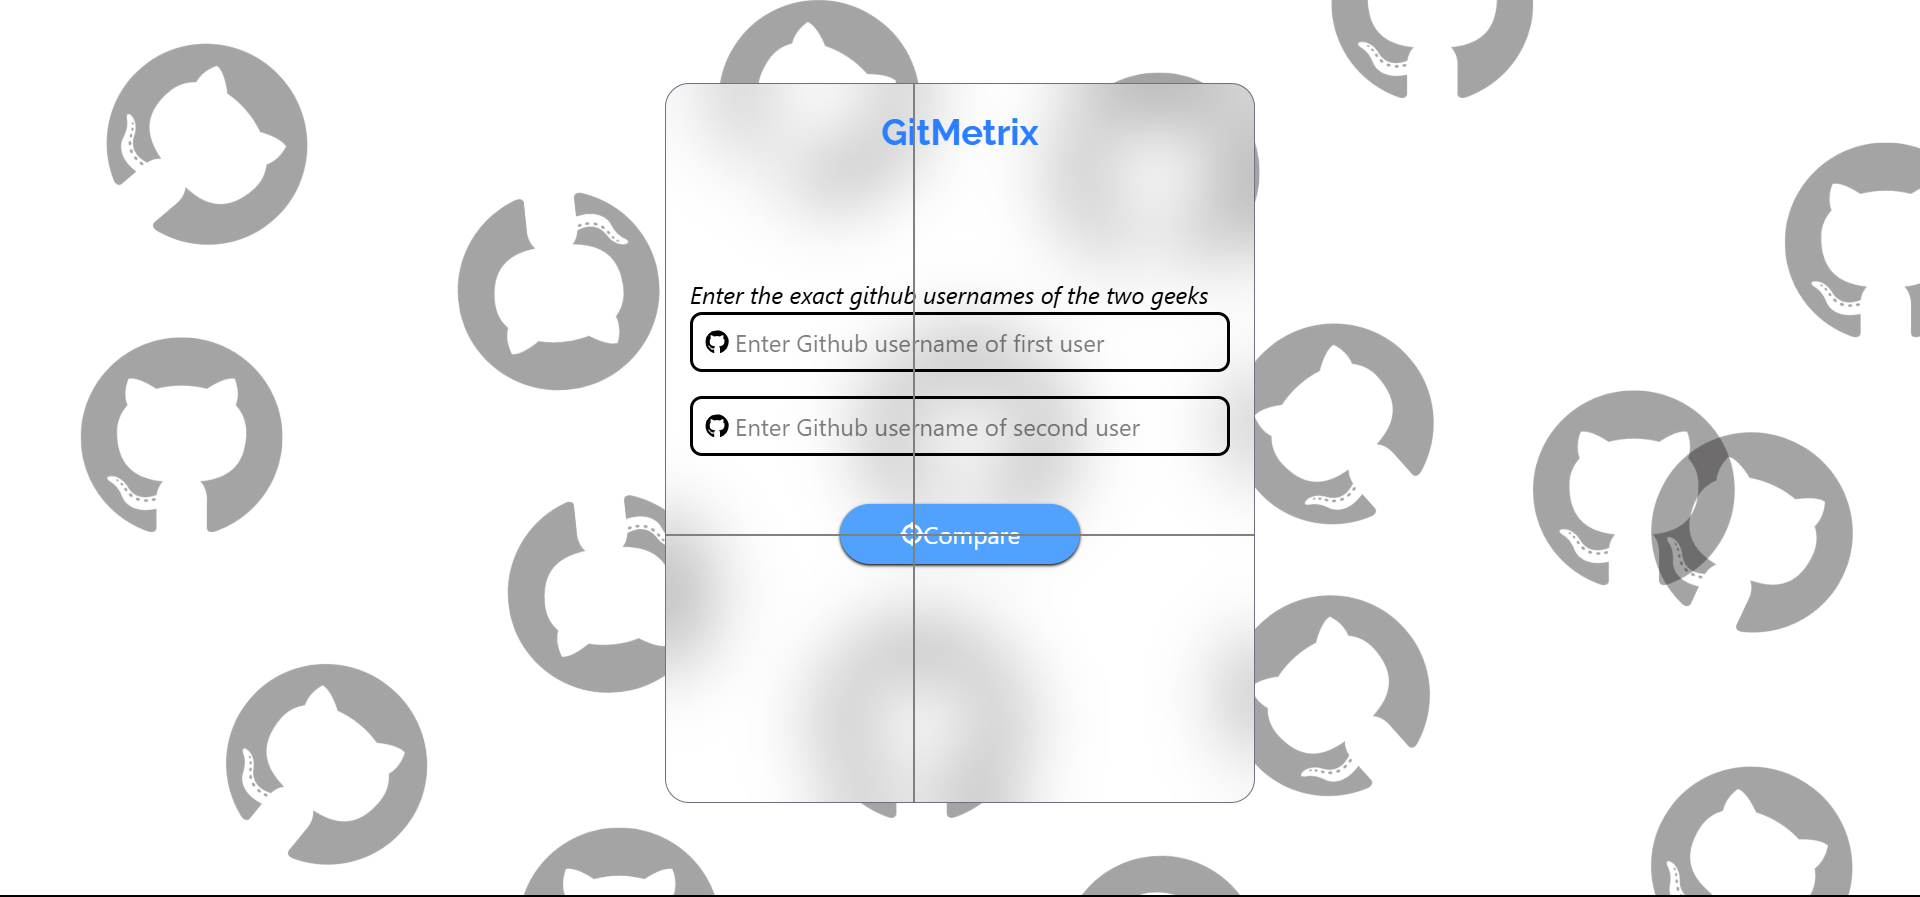 GitMetrix
Enter the exact github usernames of the two geeks
Enter Github username of first user
Enter Github username of second user
Compare